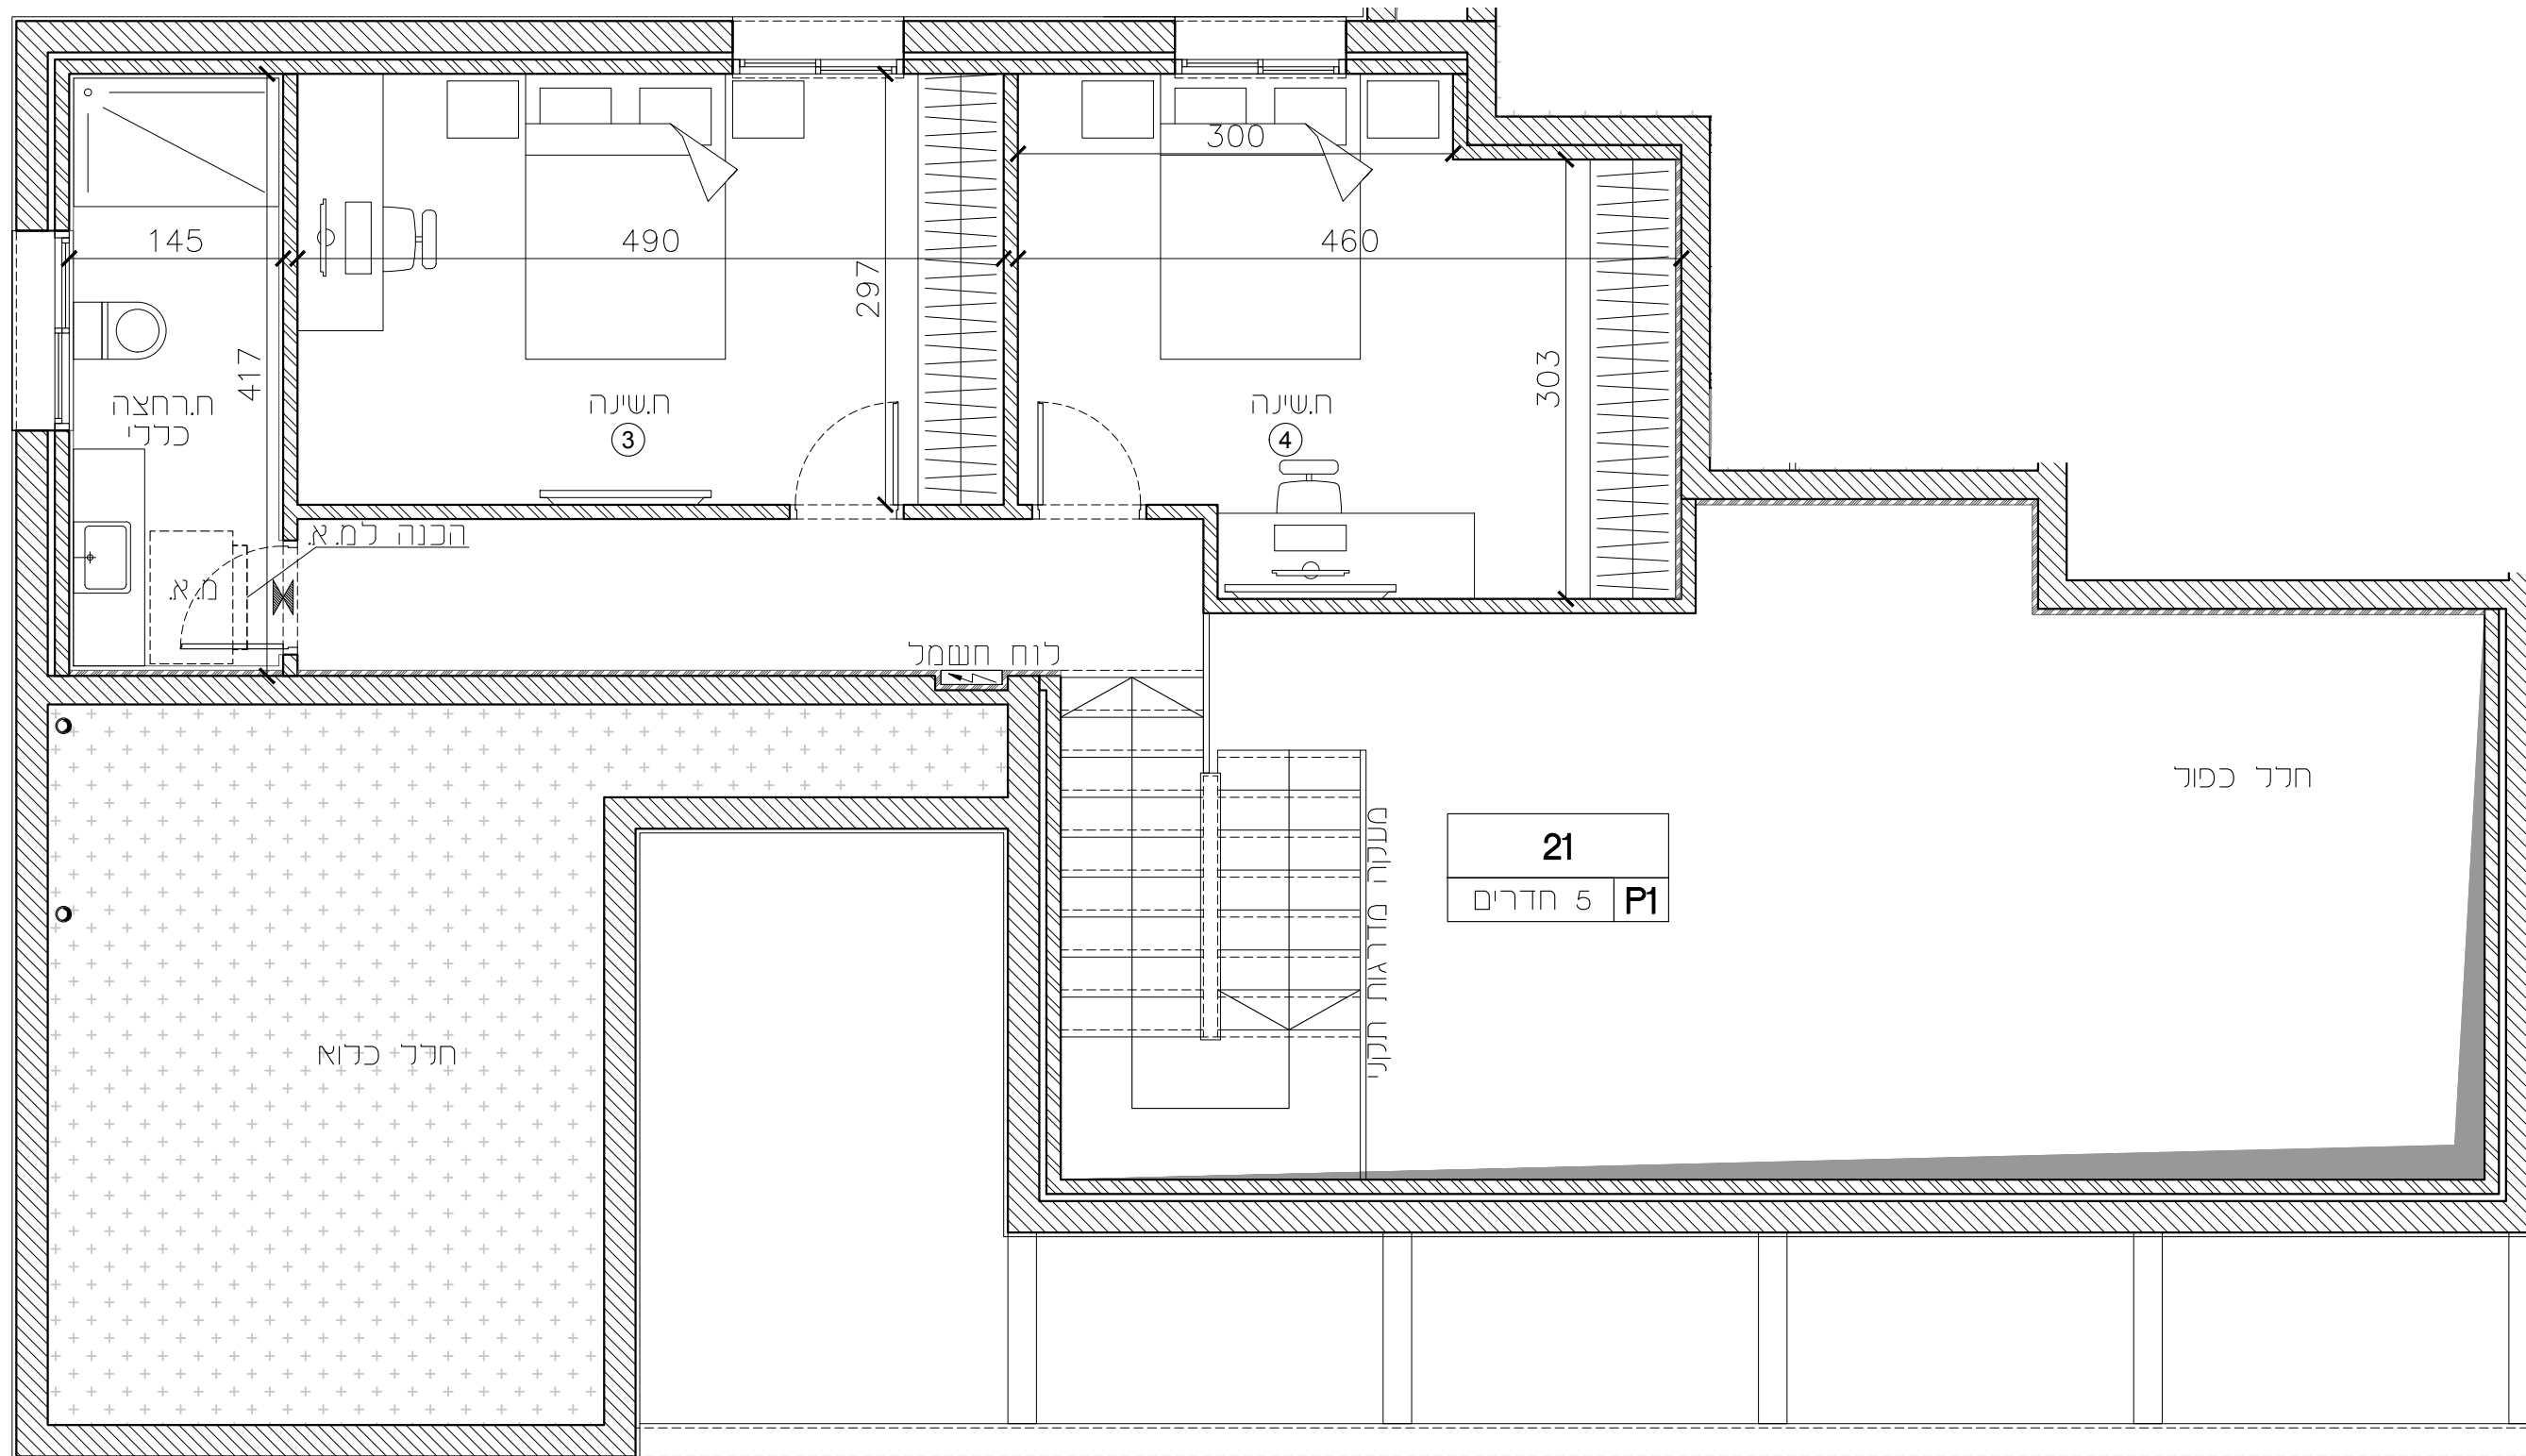 300
145
490
460
297
417
303
ח.רחצה
כללי
ח.שינה
3
ח.שינה
4
הכנה למ.א.
מ.א.
לוח חשמל
חלל כפול
מעקה מדרגות תקני
21
5 חדרים
P1
חלל כלוא